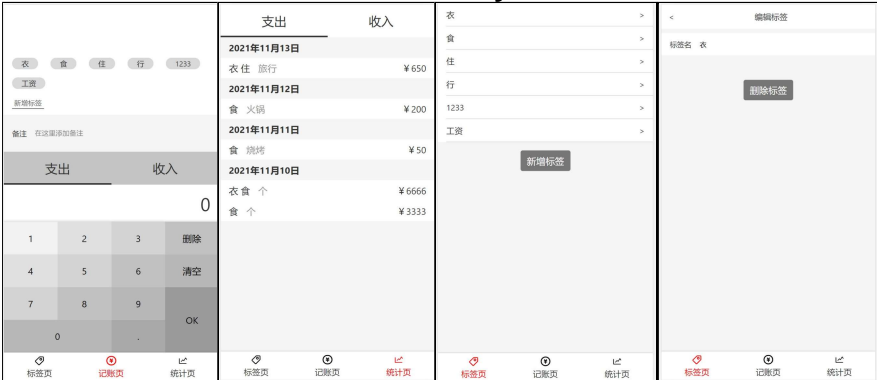 衣 食 住 行 1233
工资
新增标签
备注 在这里添加备注
支出 收入
0
1 2 3 删除
4 5 6 清空
7 8 9
OK
0 .
标签页 记账页 统计页
支出 收入
2021年11月13日
衣住 旅行 ¥650
2021年11月12日
食 火锅 ¥200
2021年11月11日
食 烧烤 ¥50
2021年11月10日
衣食 个 ¥6666
食 个 ¥3333
标签页 记账页 统计页
衣 >
食 >
住 >
行 >
1233 >
工资 >
新增标签
标签页 记账页 统计页
< 编辑标签
标签名 衣
删除标签
标签页 记账页 统计页